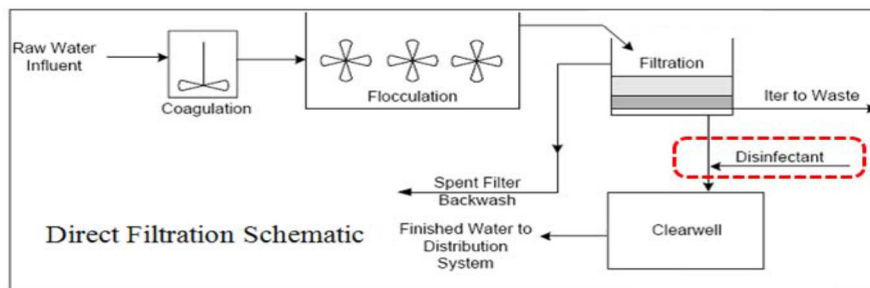 Raw Water
Influent
Coagulation
Flocculation
Filtration
Iter to Waste
Disinfectant
Spent Filter
Backwash
Direct Filtration Schematic
Finished Water to
Distribution
System
Clearwell